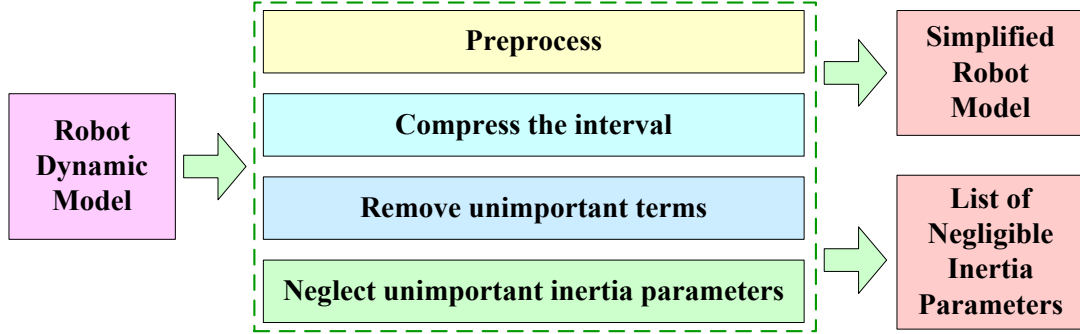 Robot
Dynamic
Model
Preprocess
Compress the interval
Remove unimportant terms
Neglect unimportant inertia parameters
Simplified
Robot
Model
List of
Negligible
Inertia
Parameters